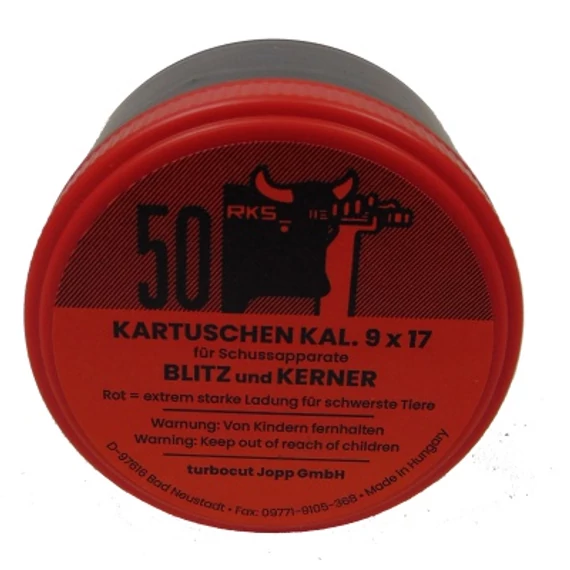 50
RKS
KARTUSCHEN KAL. 9 x 17
für Schussapparate
BLITZ und KERNER
Rot = extrem starke Ladung für schwerste Tiere
Warnung: Von Kindern fernhalten
Warning: Keep out of reach of children
turbocut Jopp GmbH
D-97616 Bad Neustadt • Fax: 09771-9105-368 • Made in Hungary